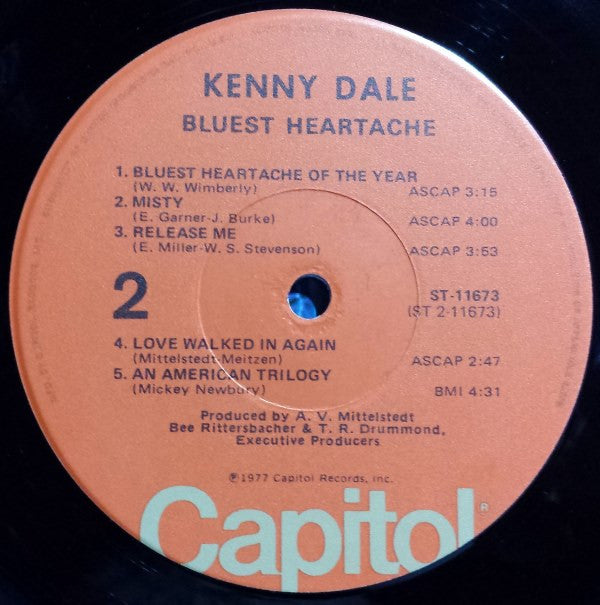 KENNY DALE
BLUEST HEARTACHE
1. BLUEST HEARTACHE OF THE YEAR
(W. W. Wimberly) ASCAP 3:15
2. MISTY
(E. Garner-J. Burke) ASCAP 4:00
3. RELEASE ME
(E. Miller-W. S. Stevenson) ASCAP 3:53
2
ST-11673
(ST 2-11673)
4. LOVE WALKED IN AGAIN
(Mittelstedt-Meitzen) ASCAP 2:47
5. AN AMERICAN TRILOGY
(Mickey Newbury) BMI 4:31
Produced by A. V. Mittelstedt
Bee Rittersbacher & T. R. Drummond,
Executive Producers
℗1977 Capitol Records, Inc.
Capitol®